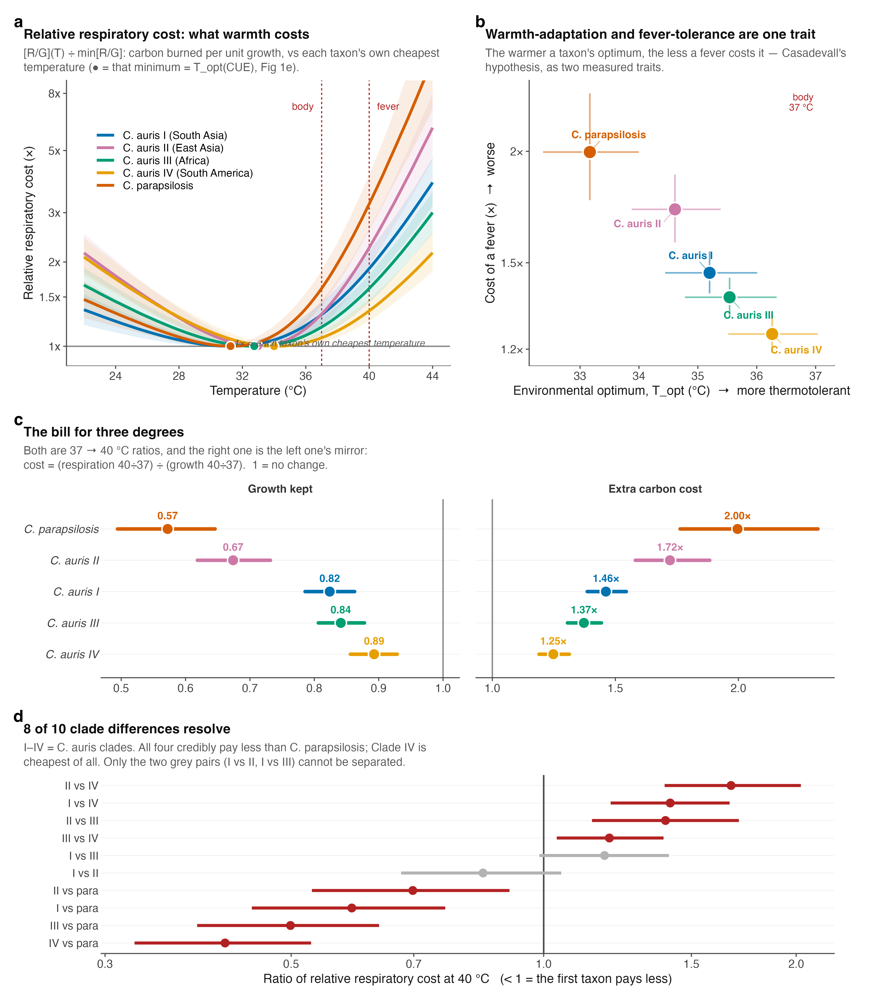 a
Relative respiratory cost: what warmth costs
[R/G](T) ÷ min[R/G]: carbon burned per unit growth, vs each taxon's own cheapest
temperature (● = that minimum = T_opt(CUE), Fig 1e).
8x
5x
3x
2x
1.5x
1x
Relative respiratory cost (×)
body
fever
C. auris I (South Asia)
C. auris II (East Asia)
C. auris III (Africa)
C. auris IV (South America)
C. parapsilosis
1x = each taxon's own cheapest temperature
24 28 32 36 40 44
Temperature (°C)
b
Warmth-adaptation and fever-tolerance are one trait
The warmer a taxon's optimum, the less a fever costs it — Casadevall's
hypothesis, as two measured traits.
body
37 °C
2×
1.5×
1.2×
Cost of a fever (×) → worse
C. parapsilosis
C. auris II
C. auris I
C. auris III
C. auris IV
33 34 35 36 37
Environmental optimum, T_opt (°C) → more thermotolerant
c
The bill for three degrees
Both are 37 → 40 °C ratios, and the right one is the left one's mirror:
cost = (respiration 40÷37) ÷ (growth 40÷37). 1 = no change.
Growth kept
Extra carbon cost
C. parapsilosis
0.57
2.00×
C. auris II
0.67
1.72×
C. auris I
0.82
1.46×
C. auris III
0.84
1.37×
C. auris IV
0.89
1.25×
0.5 0.6 0.7 0.8 0.9 1.0
1.0 1.5 2.0
d
8 of 10 clade differences resolve
I–IV = C. auris clades. All four credibly pay less than C. parapsilosis; Clade IV is
cheapest of all. Only the two grey pairs (I vs II, I vs III) cannot be separated.
II vs IV
I vs IV
II vs III
III vs IV
I vs III
I vs II
II vs para
I vs para
III vs para
IV vs para
0.3 0.5 0.7 1.0 1.5 2.0
Ratio of relative respiratory cost at 40 °C (< 1 = the first taxon pays less)